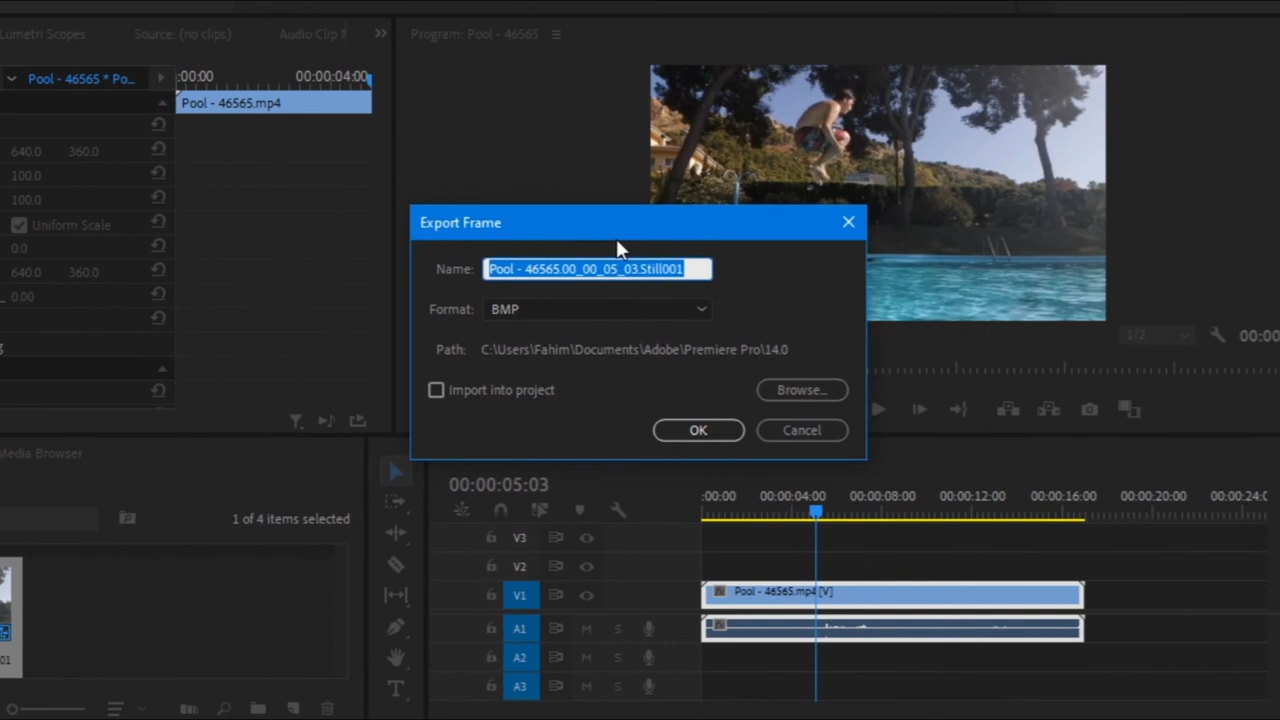 Lumetri Scopes
Source: (no clips)
Audio Clip M
Program: Pool - 46565
Pool - 46565 * Po...
:00:00
00:00:04:00
Pool - 46565.mp4
640.0 360.0
100.0
100.0
Uniform Scale
0.0
640.0 360.0
0.00
Export Frame
Name: Pool - 46565.00_00_05_03.Still001
Format: BMP
Path: C:\Users\Fahim\Documents\Adobe\Premiere Pro\14.0
Import into project
Browse...
OK
Cancel
1/2
00:00
Media Browser
1 of 4 items selected
01
00:00:05:03
:00:00 00:00:04:00 00:00:08:00 00:00:12:00 00:00:16:00 00:00:20:00 00:00:24:0
V3
V2
V1
Pool - 46565.mp4 [V]
A1 M S
A2 M S
A3 M S